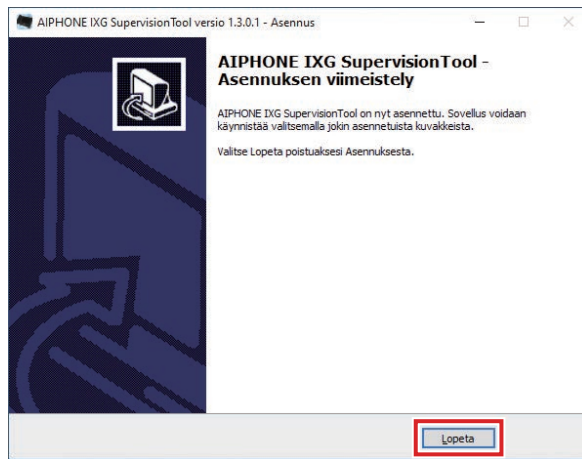 AIPHONE IXG SupervisionTool versio 1.3.0.1 - Asennus
AIPHONE IXG SupervisionTool -
Asennuksen viimeistely
AIPHONE IXG SupervisionTool on nyt asennettu. Sovellus voidaan
käynnistää valitsemalla jokin asennetuista kuvakkeista.
Valitse Lopeta poistuaksesi Asennuksesta.
Lopeta